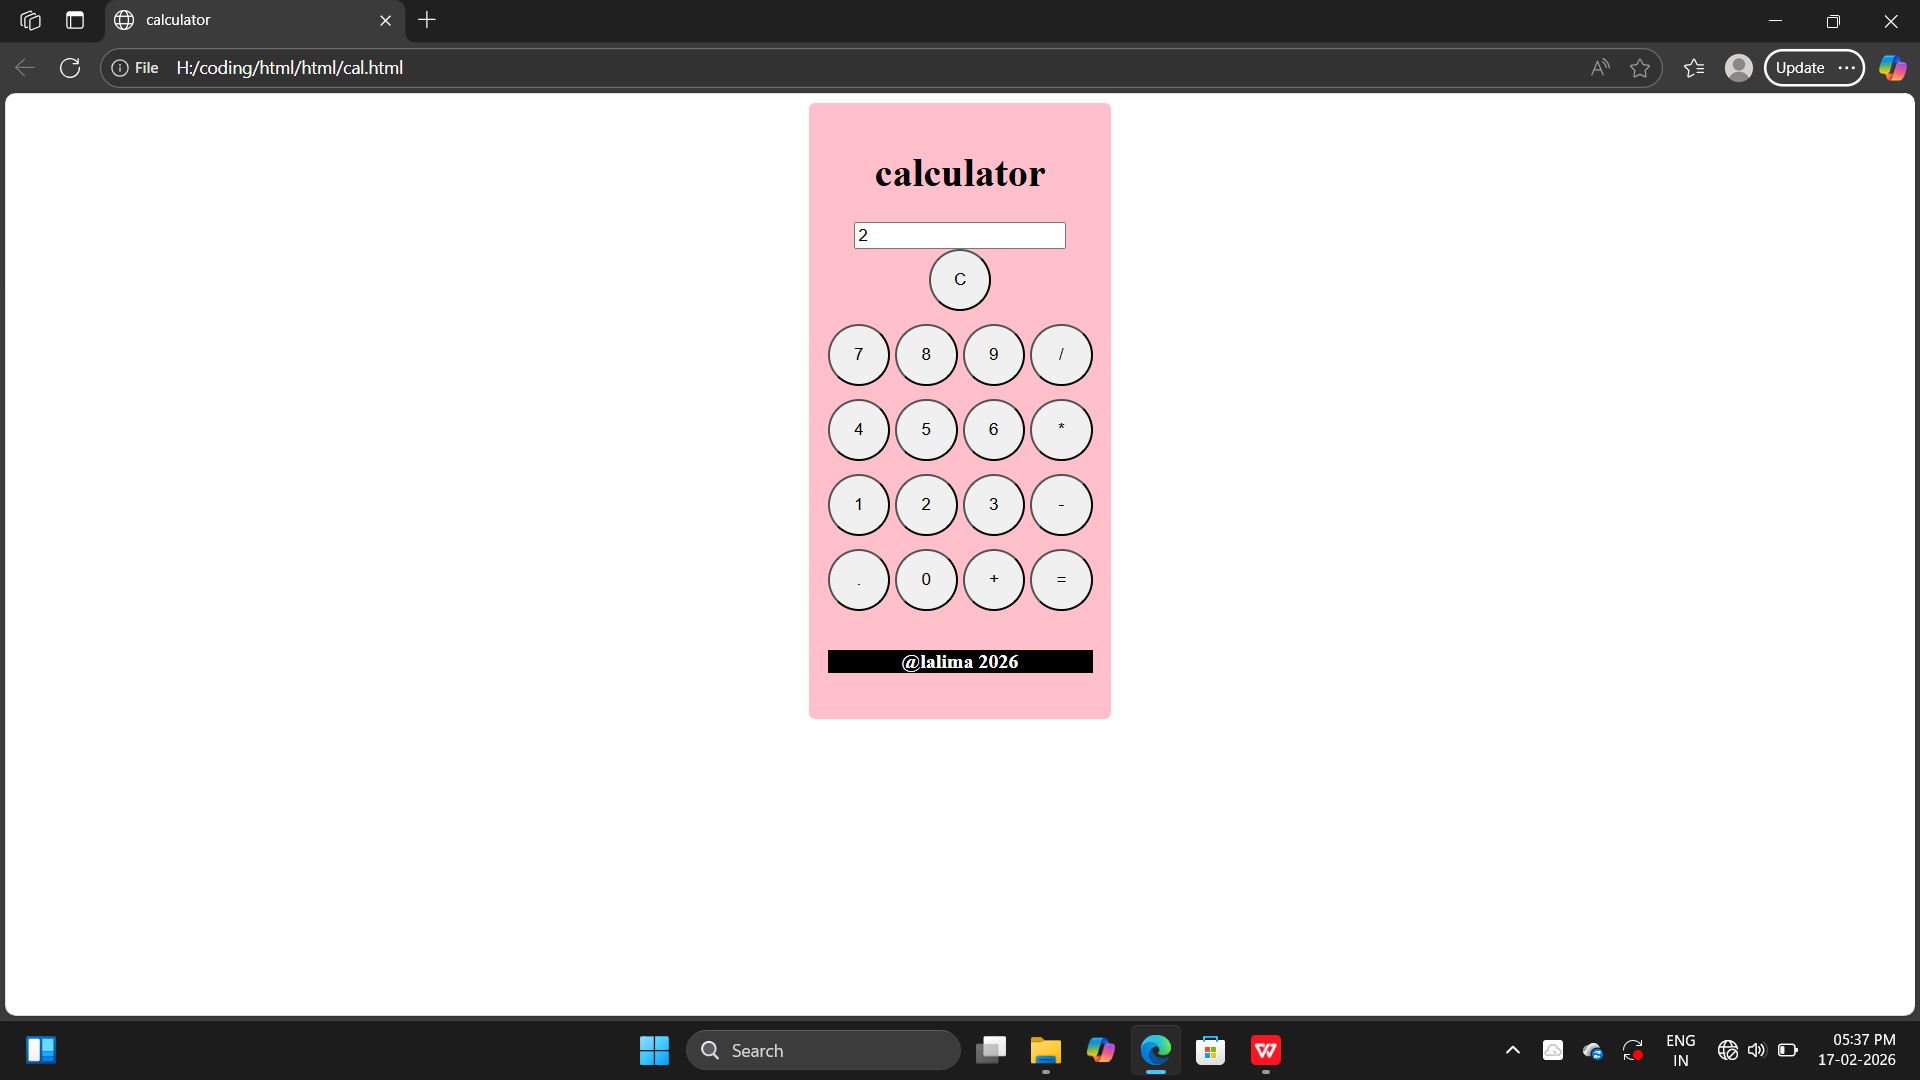 calculator
File H:/coding/html/html/cal.html
Update
calculator
2
C
7 8 9 /
4 5 6 *
1 2 3 -
. 0 + =
@lalima 2026
Search
ENG
IN
05:37 PM
17-02-2026